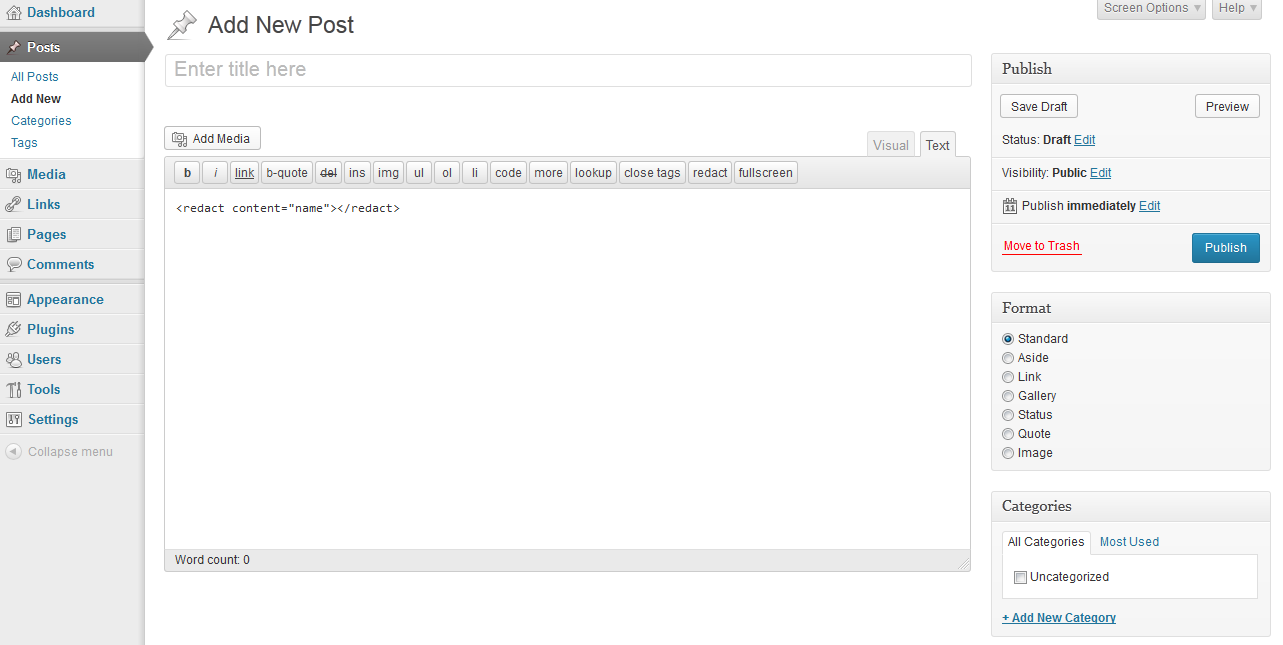 Dashboard
Posts
All Posts
Add New
Categories
Tags
Media
Links
Pages
Comments
Appearance
Plugins
Users
Tools
Settings
Collapse menu
Screen Options
Help
Add New Post
Enter title here
Add Media
Visual
Text
b i link b-quote del ins img ul ol li code more lookup close tags redact fullscreen
<redact content="name"></redact>
Word count: 0
Publish
Save Draft
Preview
Status: Draft Edit
Visibility: Public Edit
11 Publish immediately Edit
Move to Trash
Publish
Format
Standard
Aside
Link
Gallery
Status
Quote
Image
Categories
All Categories
Most Used
Uncategorized
+ Add New Category